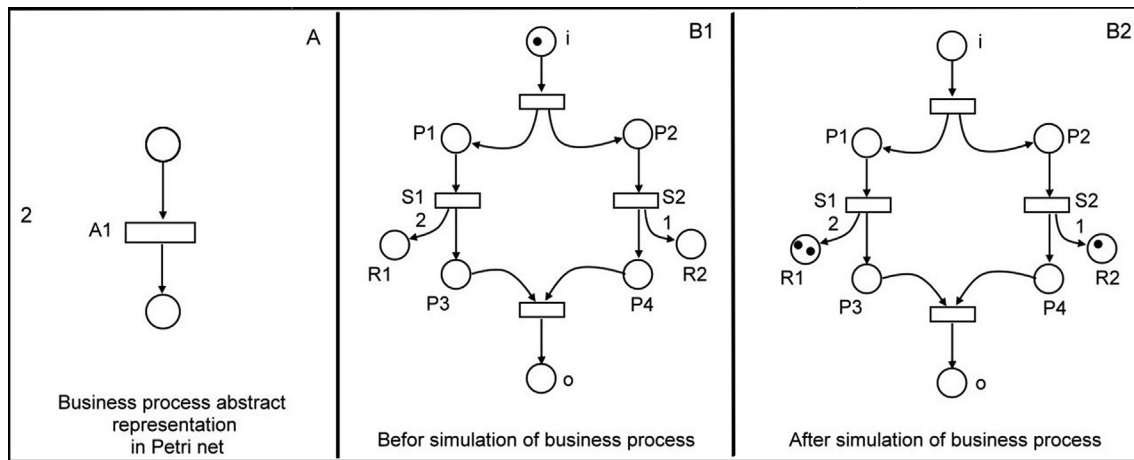 A
2
A1
Business process abstract
representation
in Petri net
B1
i
P1
P2
S1
S2
2
1
R1
R2
P3
P4
o
Befor simulation of business process
B2
i
P1
P2
S1
S2
2
1
R1
R2
P3
P4
o
After simulation of business process